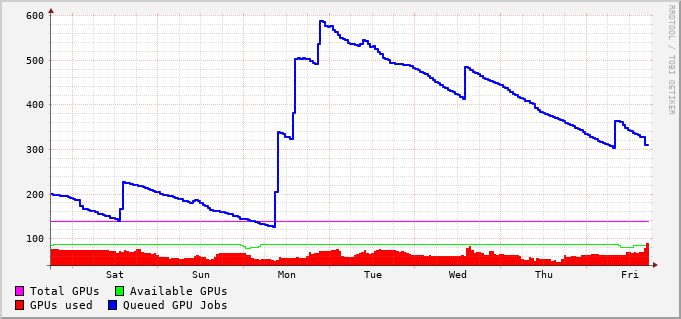 600
500
400
300
200
100
Sat Sun Mon Tue Wed Thu Fri
Total GPUs Available GPUs
GPUs used Queued GPU Jobs
RRDTOOL / TOBI OETIKER